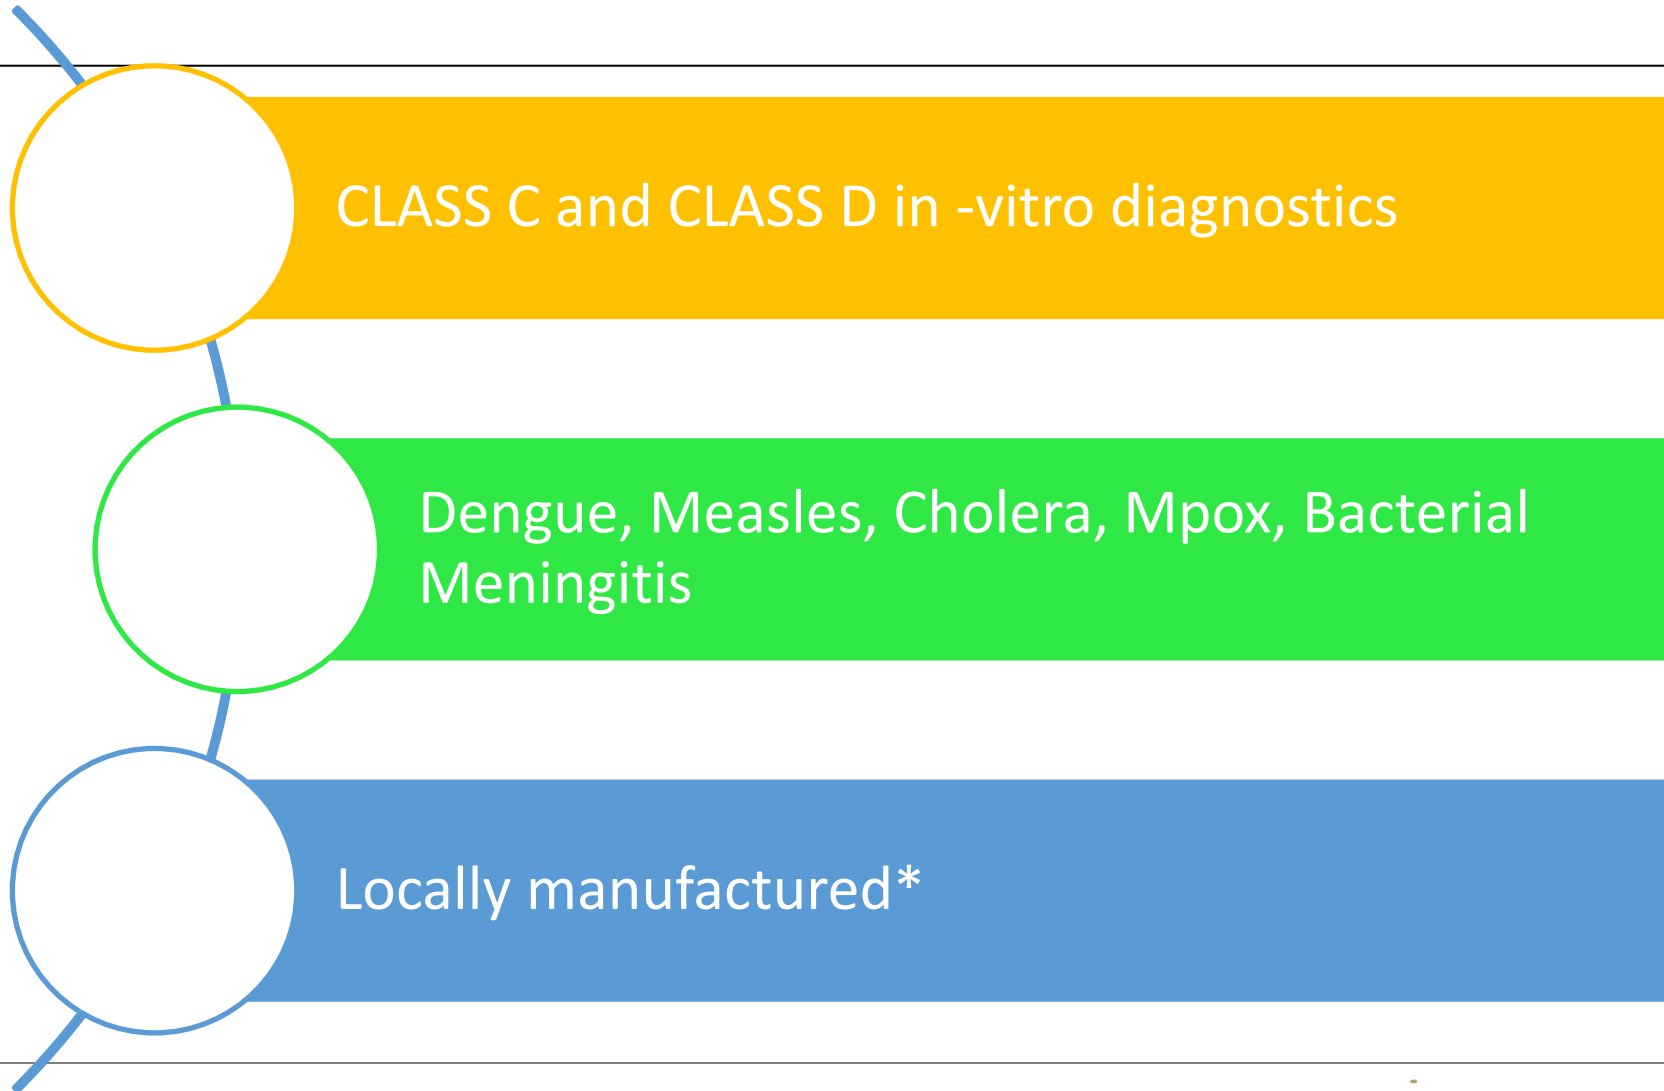 CLASS C and CLASS D in -vitro diagnostics
Dengue, Measles, Cholera, Mpox, Bacterial
Meningitis
Locally manufactured*